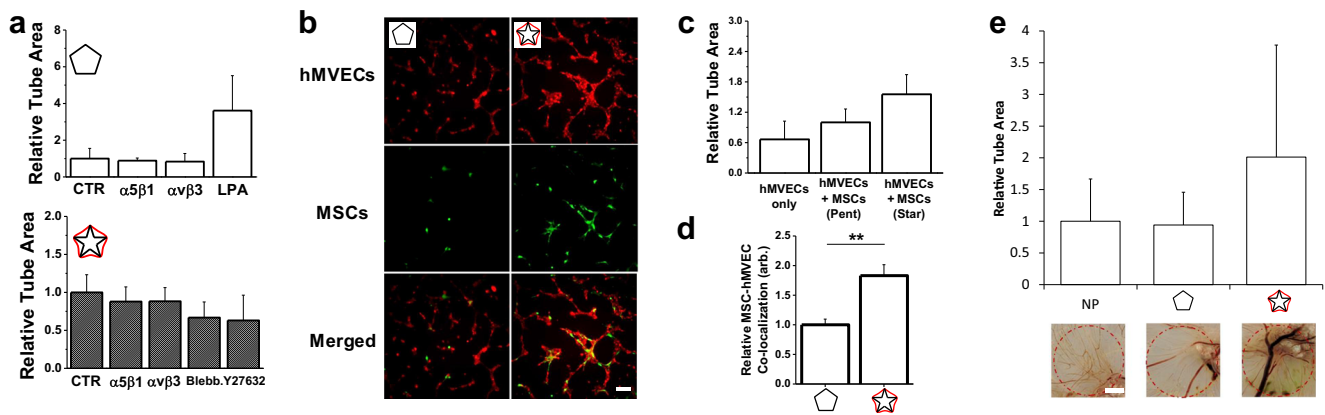 a
Relative Tube Area
8
6
4
2
0
CTR α5β1 αvβ3 LPA
Relative Tube Area
2.0
1.5
1.0
0.5
0.0
CTR α5β1 αvβ3 Blebb. Y27632
b
hMVECs
MSCs
Merged
c
Relative Tube Area
3.0
2.4
1.8
1.2
0.6
0.0
hMVECs only
hMVECs + MSCs (Pent)
hMVECs + MSCs (Star)
d
Relative MSC-hMVEC
Co-localization (arb.)
2.5
2.0
1.5
1.0
0.5
0.0
**
e
Relative Tube Area
4
3.5
3
2.5
2
1.5
1
0.5
0
NP